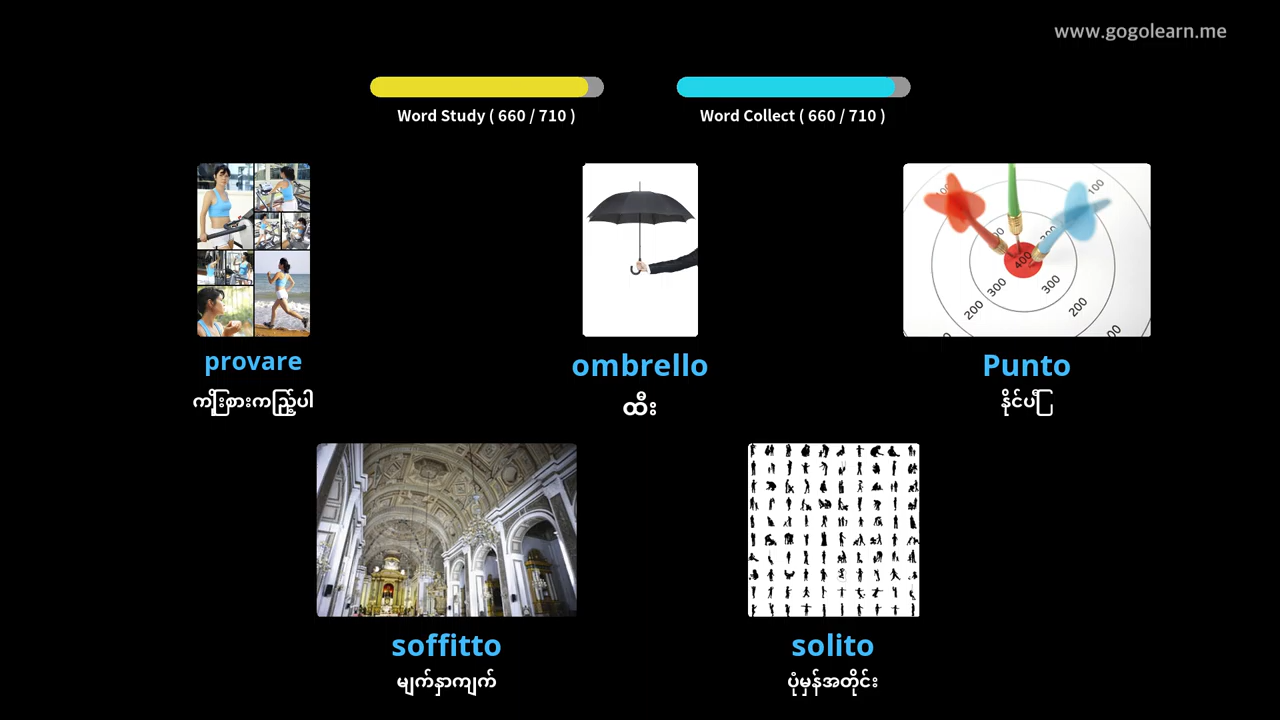 www.gogolearn.me
Word Study ( 660 / 710 )
Word Collect ( 660 / 710 )
provare
ombrello
Punto
ကြိုးစားကြည့်ပါ
ထီး
နိုင်ပြီ
soffitto
solito
မျက်နှာကျက်
ပုံမှန်အတိုင်း